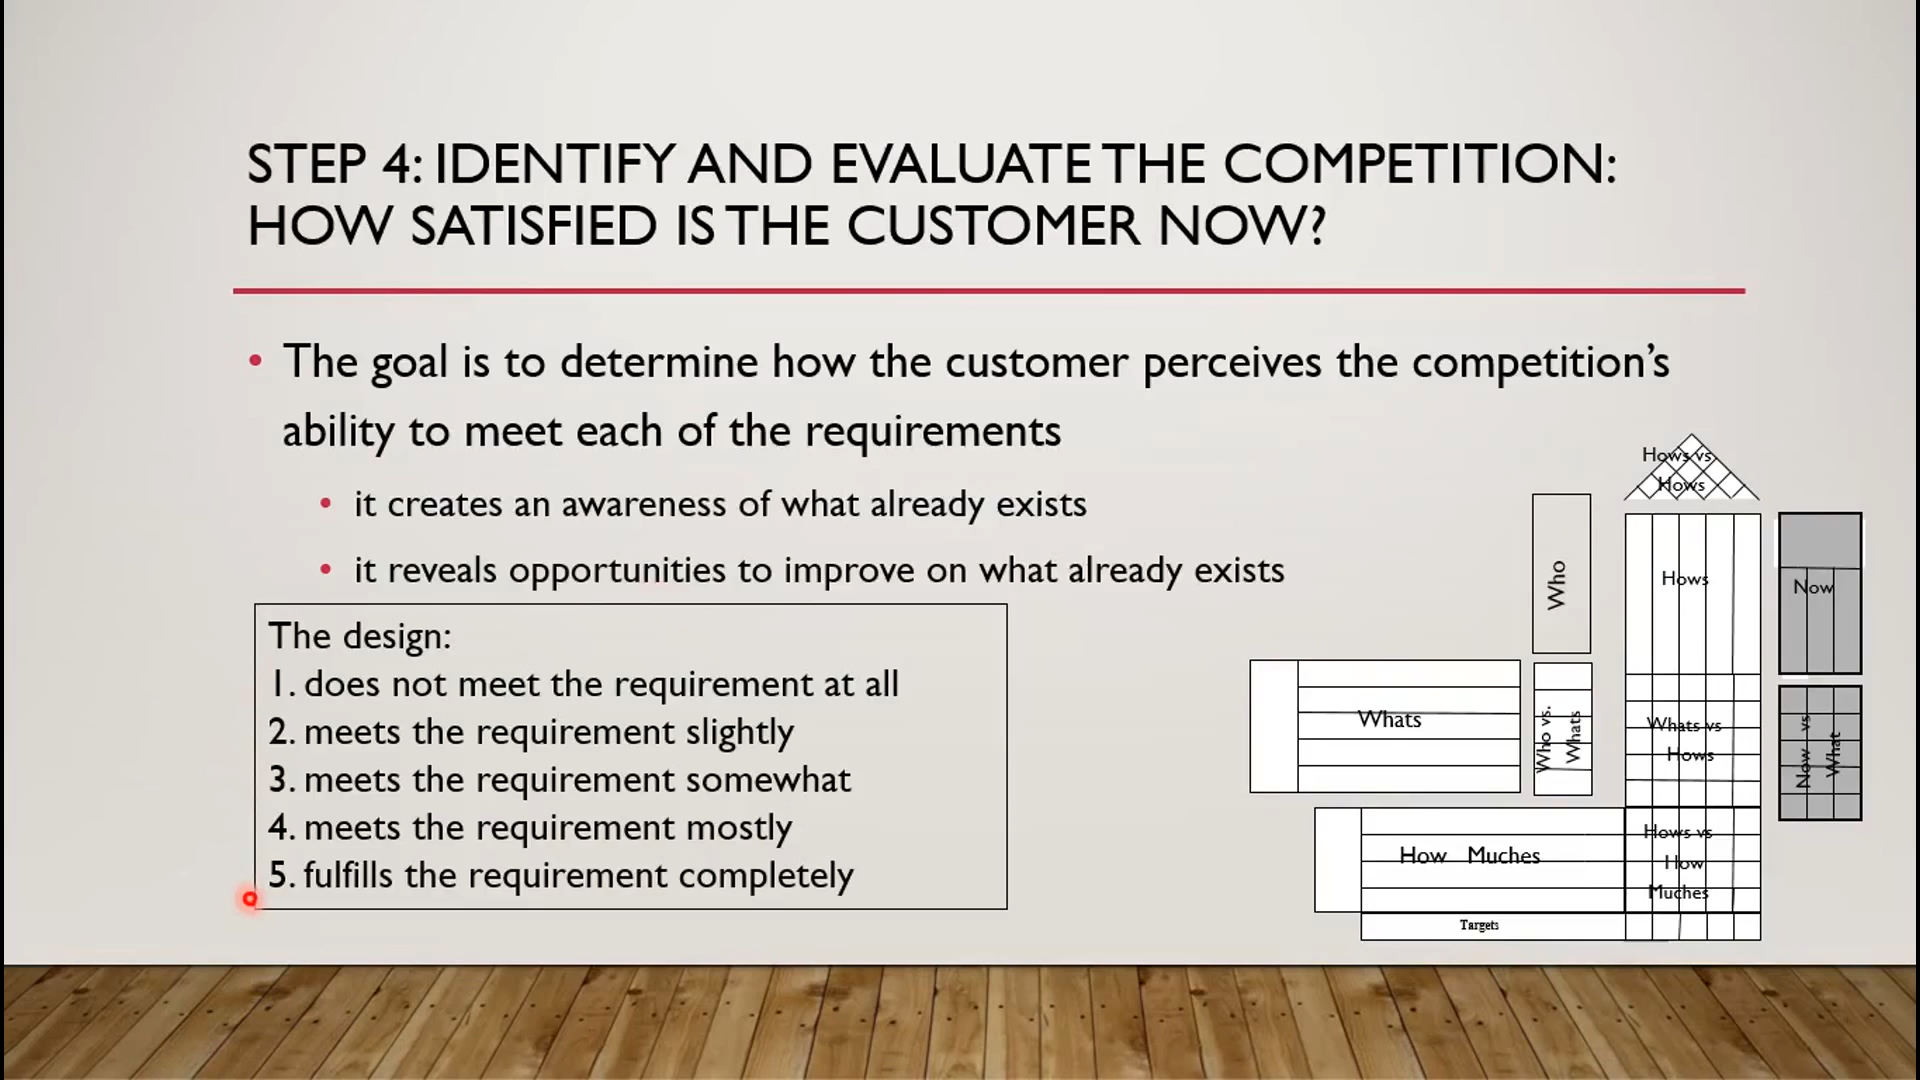 STEP 4: IDENTIFY AND EVALUATE THE COMPETITION:
HOW SATISFIED IS THE CUSTOMER NOW?
• The goal is to determine how the customer perceives the competition’s
ability to meet each of the requirements
• it creates an awareness of what already exists
• it reveals opportunities to improve on what already exists
The design:
1. does not meet the requirement at all
2. meets the requirement slightly
3. meets the requirement somewhat
4. meets the requirement mostly
5. fulfills the requirement completely
Hows vs
Hows
Who
Hows
Now
Whats
Who vs.
Whats
Whats vs
Hows
Now vs
What
How Muches
Hows vs
How
Muches
Targets